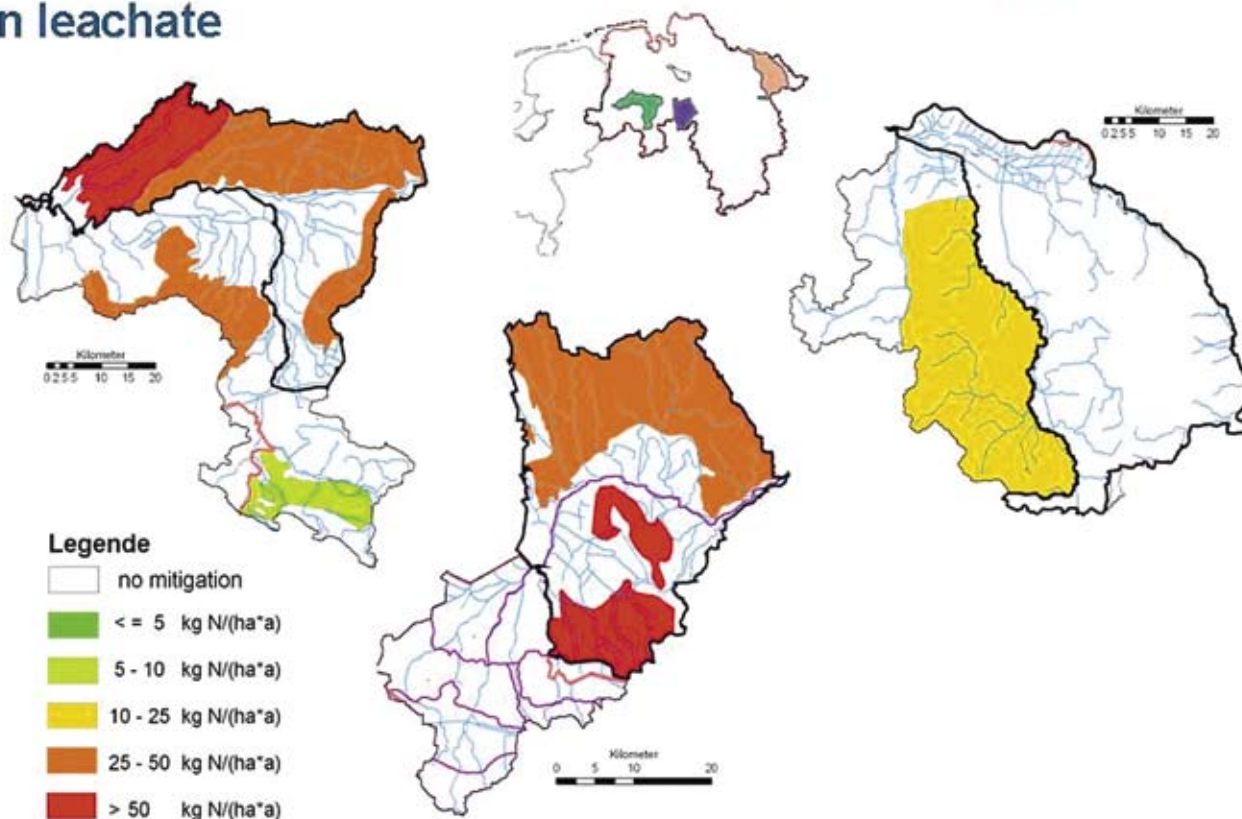 n leachate
Kilometer
0 2.5 5 10 15 20
Kilometer
0 2.5 5 10 15 20
Legende
no mitigation
< = 5 kg N/(ha*a)
5 - 10 kg N/(ha*a)
10 - 25 kg N/(ha*a)
25 - 50 kg N/(ha*a)
> 50 kg N/(ha*a)
Kilometer
0 5 10 20